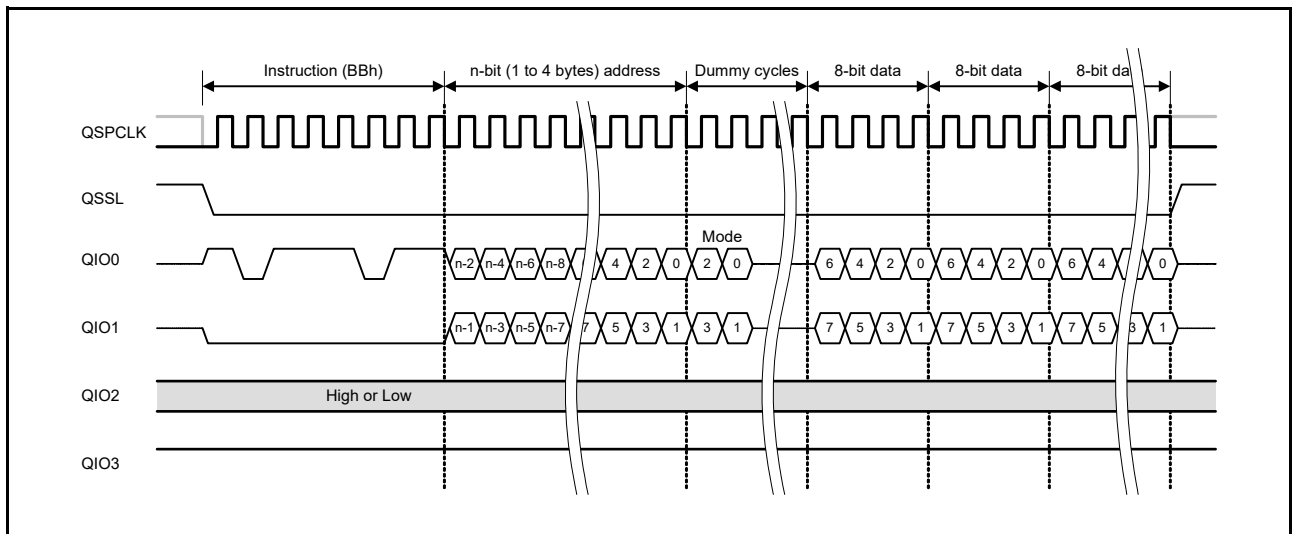 Instruction (BBh) n-bit (1 to 4 bytes) address Dummy cycles 8-bit data 8-bit data 8-bit da
QSPCLK
QSSL
Mode
QIO0 n-2 n-4 n-6 n-8 4 2 0 2 0 6 4 2 0 6 4 2 0 6 4 0
QIO1 n-1 n-3 n-5 n-7 7 5 3 1 3 1 7 5 3 1 7 5 3 1 7 5 3 1
QIO2 High or Low
QIO3